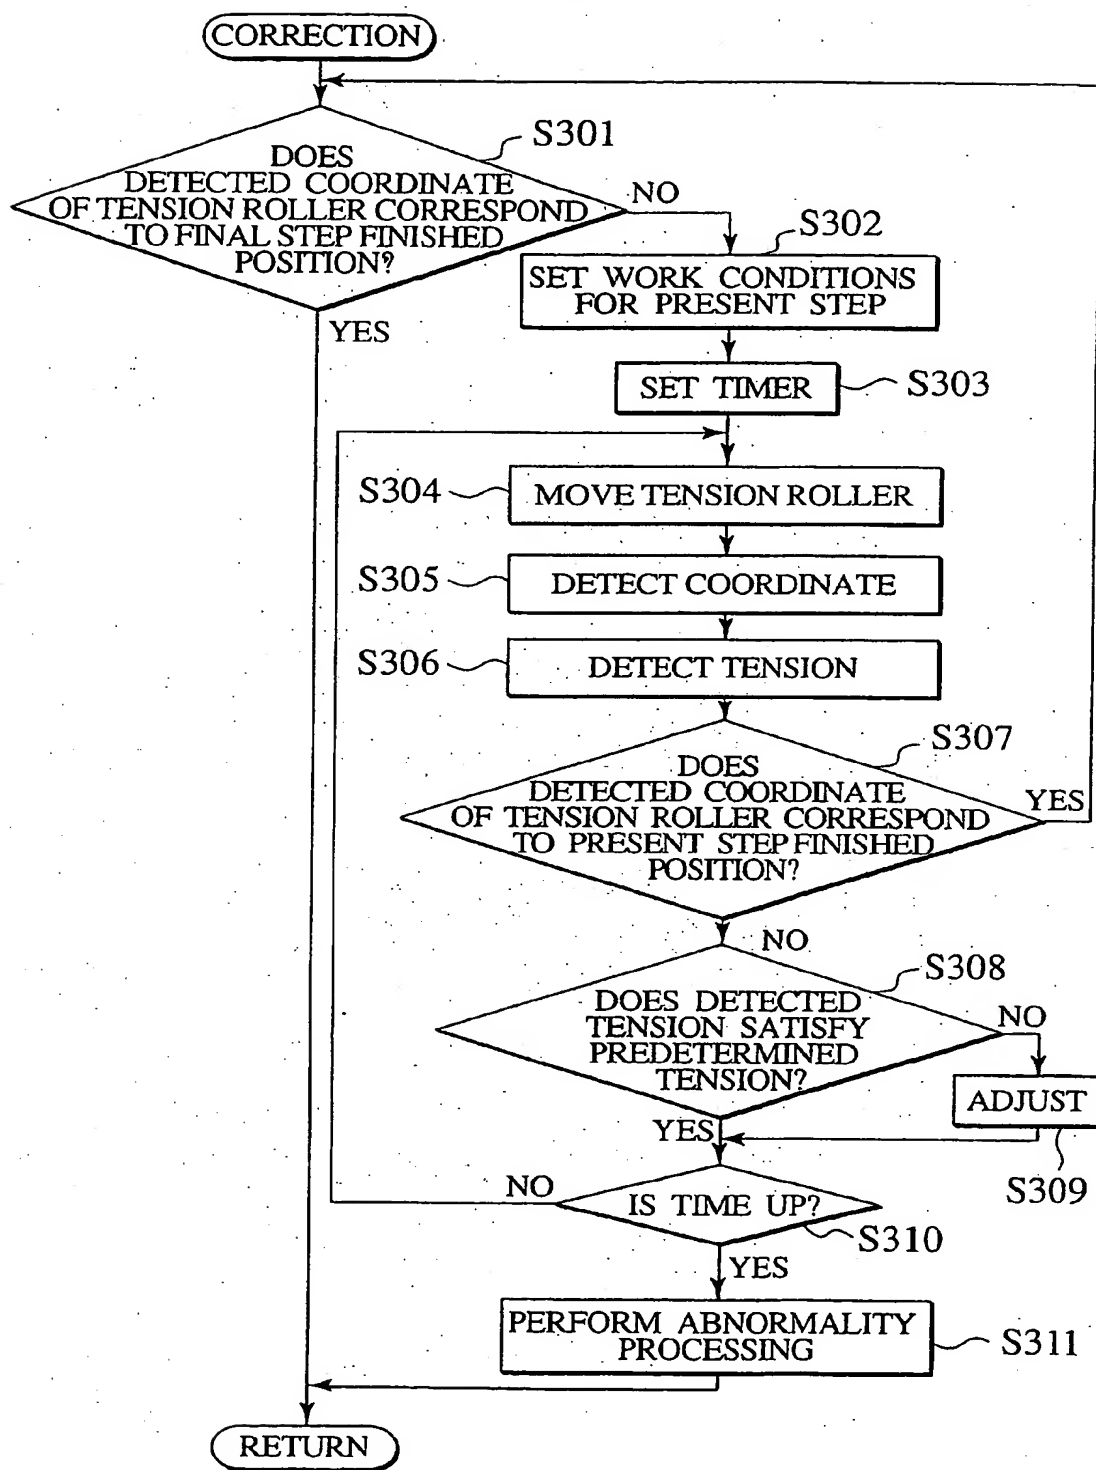 CORRECTION
S301
DOES
DETECTED COORDINATE
OF TENSION ROLLER CORRESPOND
TO FINAL STEP FINISHED
POSITION?
NO
YES
S302
SET WORK CONDITIONS
FOR PRESENT STEP
SET TIMER
S303
S304
MOVE TENSION ROLLER
S305
DETECT COORDINATE
S306
DETECT TENSION
S307
DOES
DETECTED COORDINATE
OF TENSION ROLLER CORRESPOND
TO PRESENT STEP FINISHED
POSITION?
YES
NO
S308
DOES DETECTED
TENSION SATISFY
PREDETERMINED
TENSION?
NO
ADJUST
S309
YES
NO
IS TIME UP?
S310
YES
PERFORM ABNORMALITY
PROCESSING
S311
RETURN